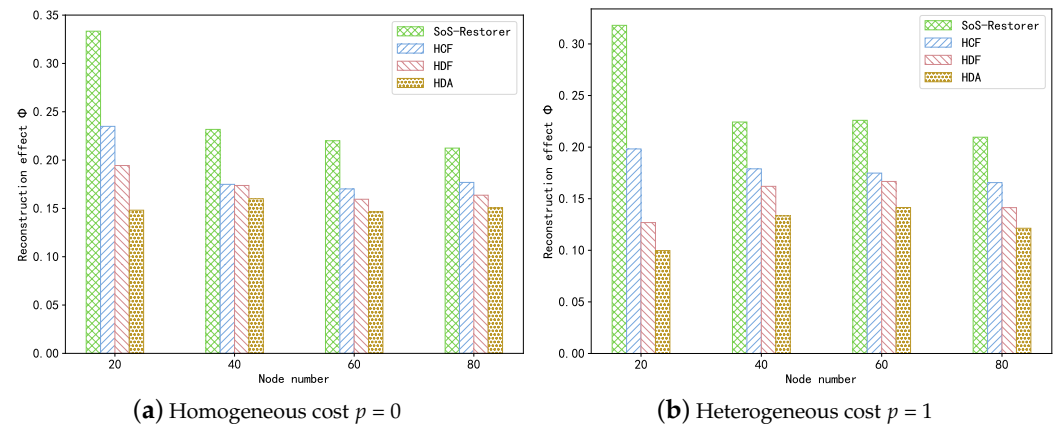 0.35
0.30
0.25
0.20
0.15
0.10
0.05
0.00
Reconstruction effect Φ
SoS-Restorer
HCF
HDF
HDA
20 40 60 80
Node number
(a) Homogeneous cost p = 0
0.30
0.25
0.20
0.15
0.10
0.05
0.00
Reconstruction effect Φ
SoS-Restorer
HCF
HDF
HDA
20 40 60 80
Node number
(b) Heterogeneous cost p = 1